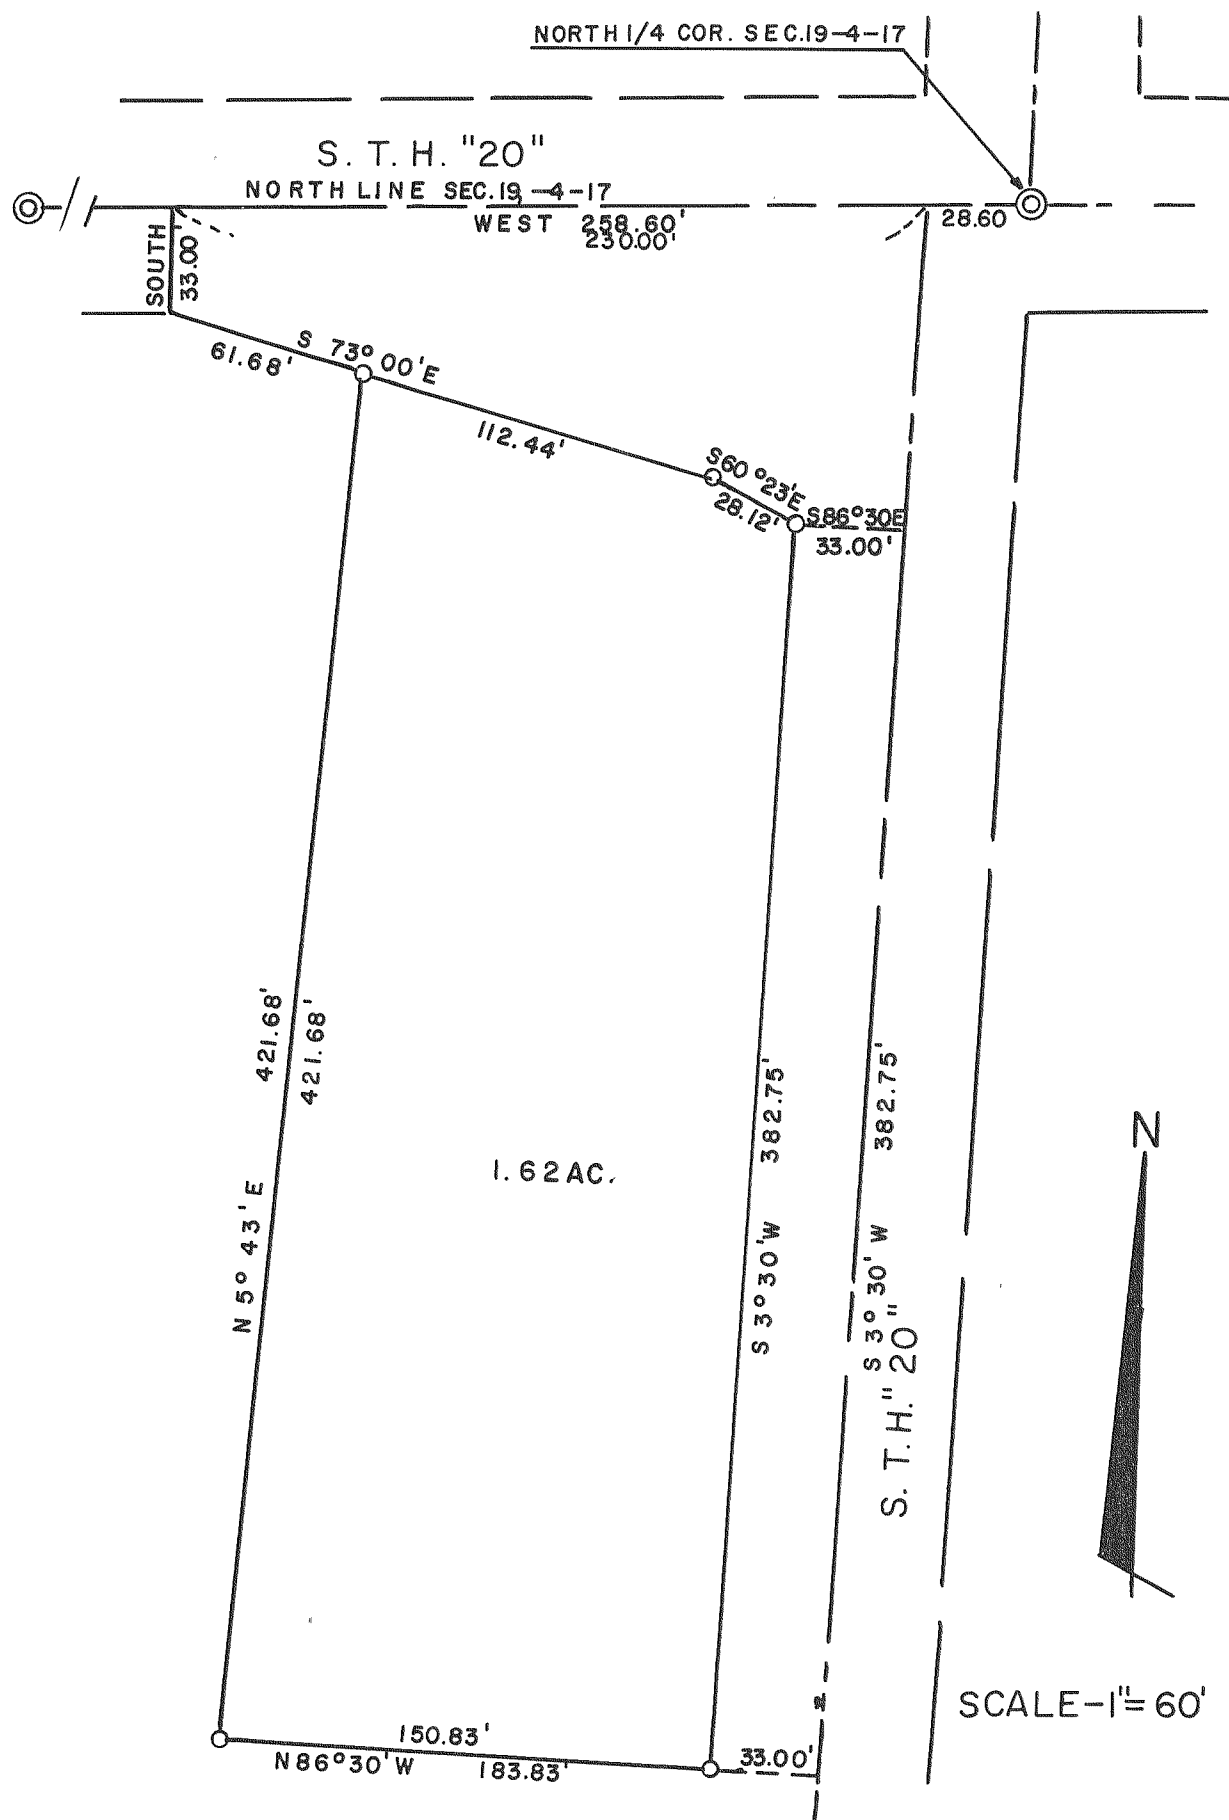 NORTH 1/4 COR. SEC.19-4-17
S. T. H. "20"
NORTH LINE SEC.19,-4-17
WEST 258.60'
230.00'
28.60
SOUTH
33.00
S 73° 00'E
61.68'
112.44'
S60°23'E
28.12'
S86°30E
33.00'
421.68'
421.68'
N 5° 43' E
382.75'
S 3° 30' W
382.75'
S 3° 30' W
S. T. H. "20"
1.62 AC.
N
150.83'
N86°30'W
183.83'
33.00'
SCALE-1"=60'